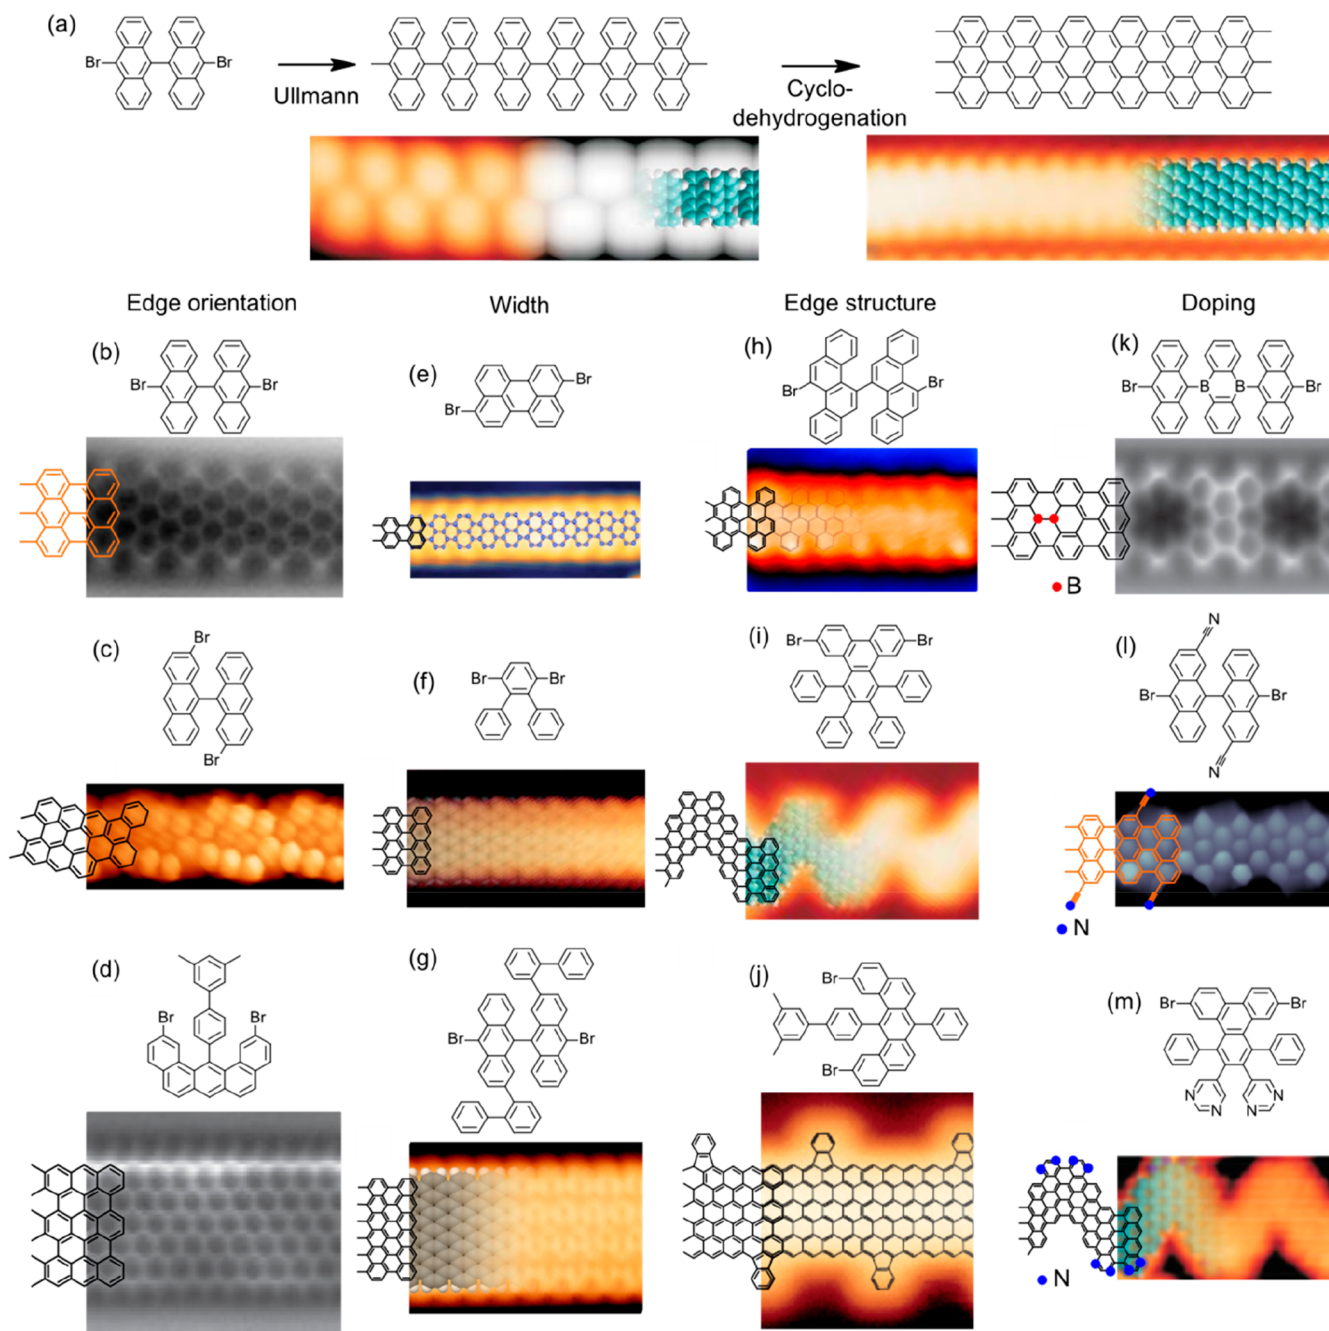 (a)
Br
Br
Ullmann
Cyclo-
dehydrogenation
Edge orientation
Width
Edge structure
Doping
(b)
Br
Br
(e)
Br
Br
(h)
Br
Br
(k)
Br
B
B
Br
B
(c)
Br
Br
(f)
Br
Br
(i)
Br
Br
(l)
N
Br
Br
N
N
(d)
Br
Br
(g)
Br
Br
(j)
Br
Br
(m)
Br
Br
N
N
N
N
N